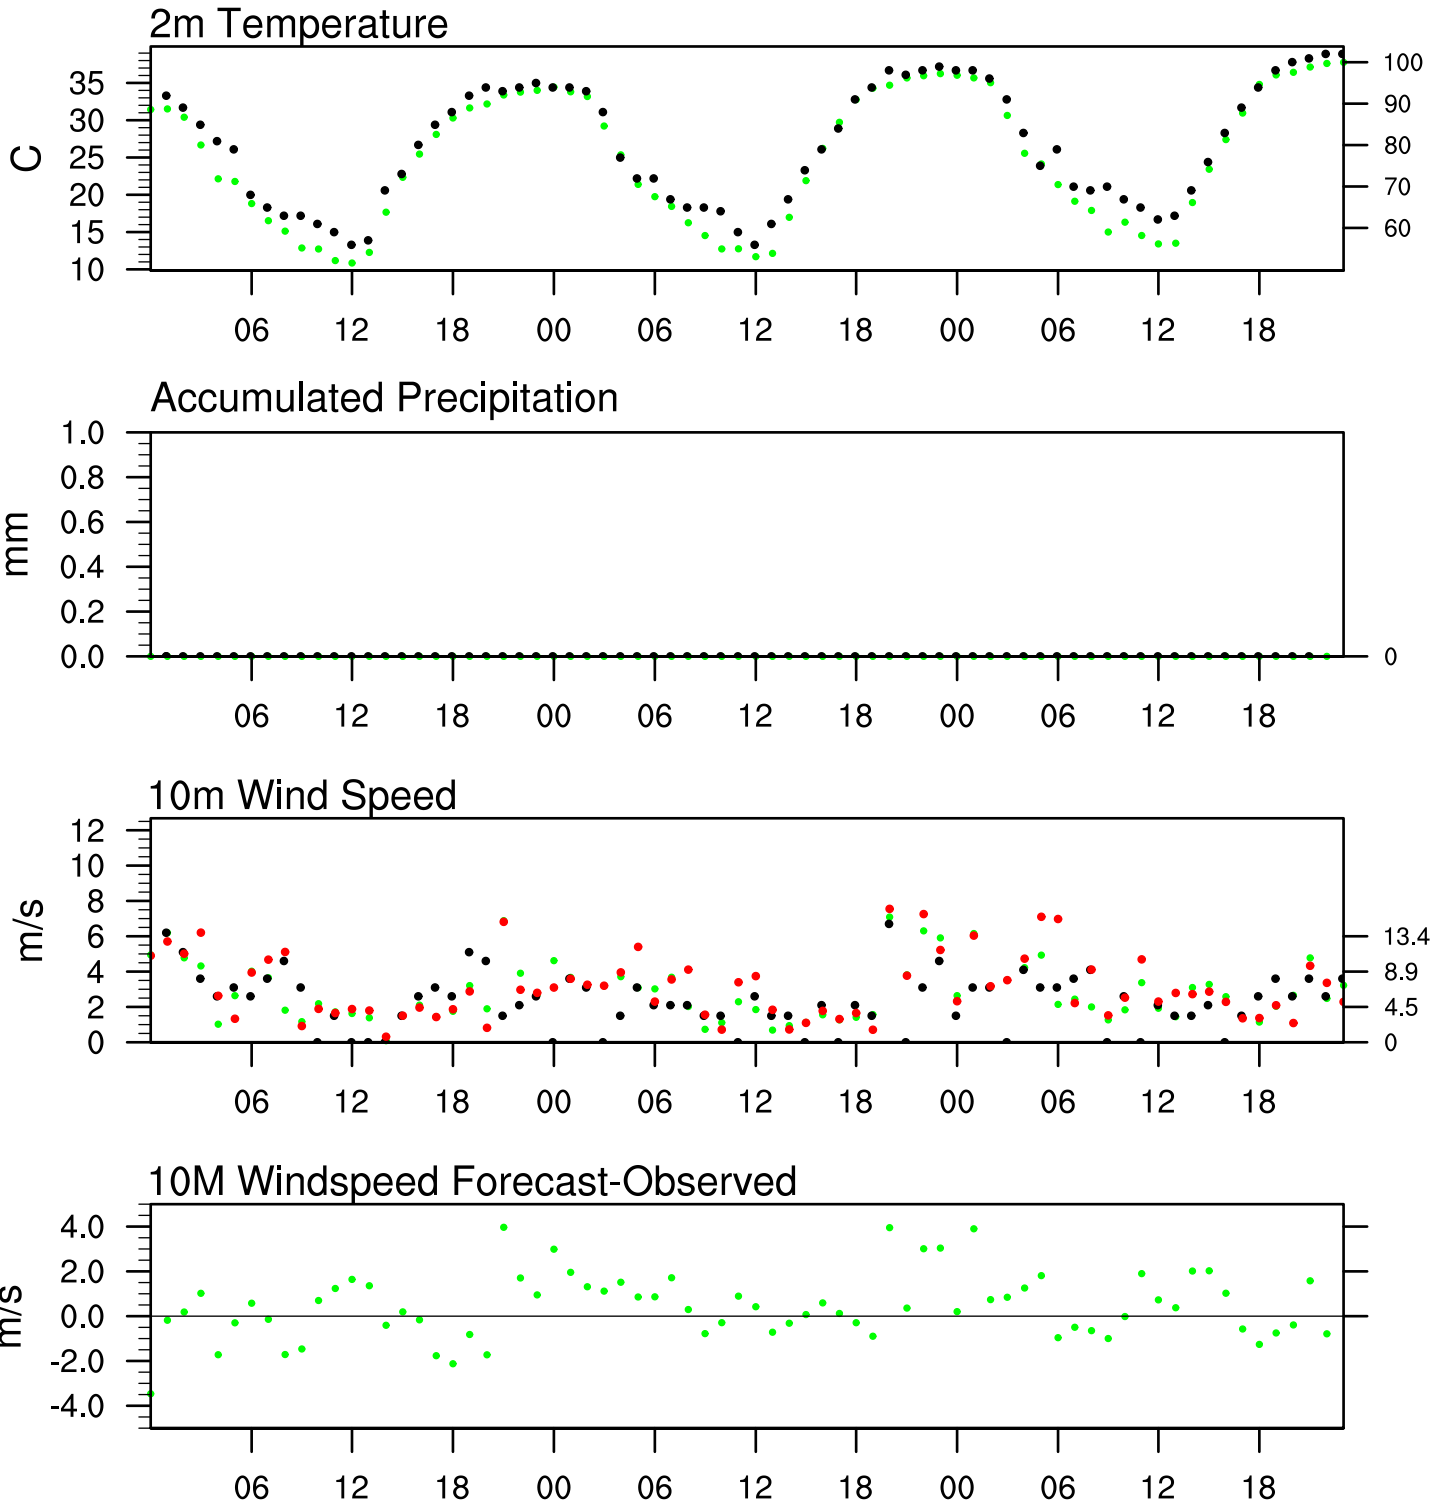 2m Temperature
C
35
30
25
20
15
10
100
90
80
70
60
06 12 18 00 06 12 18 00 06 12 18
Accumulated Precipitation
mm
1.0
0.8
0.6
0.4
0.2
0.0
0
06 12 18 00 06 12 18 00 06 12 18
10m Wind Speed
m/s
12
10
8
6
4
2
0
13.4
8.9
4.5
0
06 12 18 00 06 12 18 00 06 12 18
10M Windspeed Forecast-Observed
m/s
4.0
2.0
0.0
-2.0
-4.0
06 12 18 00 06 12 18 00 06 12 18